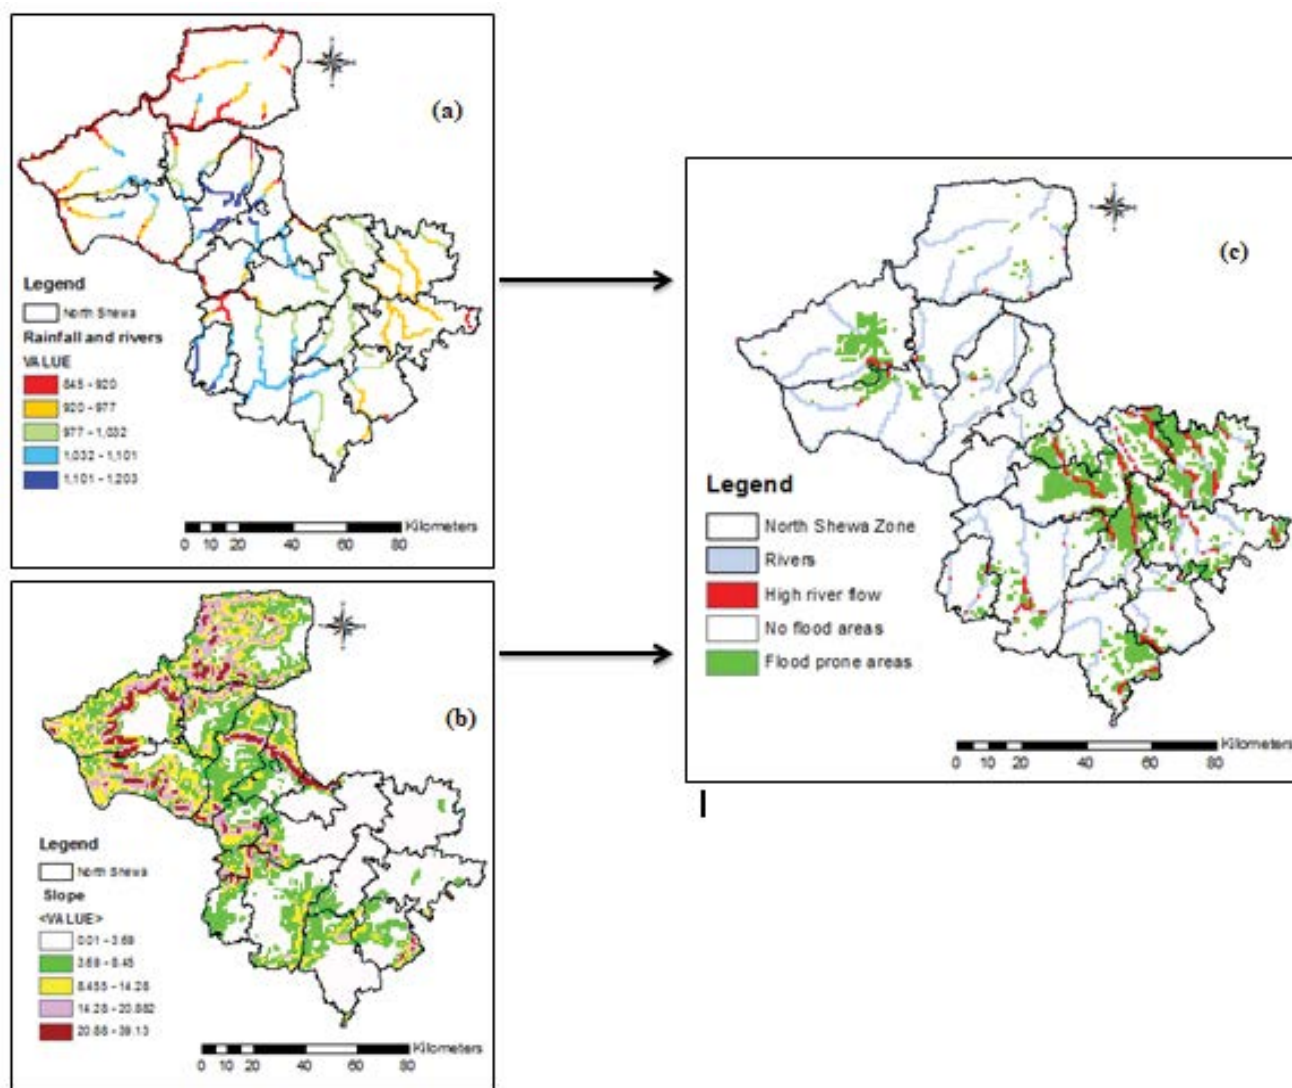 (a)
Legend
North Shewa
Rainfall and rivers
VALUE
845 - 920
920 - 977
977 - 1,032
1,032 - 1,101
1,101 - 1,203
Kilometers
0 10 20 40 60 80
(b)
Legend
North Shewa
Slope
<VALUE>
0.01 - 3.69
3.69 - 8.45
8.455 - 14.28
14.28 - 20.882
20.88 - 39.13
Kilometers
0 10 20 40 60 80
(c)
Legend
North Shewa Zone
Rivers
High river flow
No flood areas
Flood prone areas
Kilometers
0 10 20 40 60 80